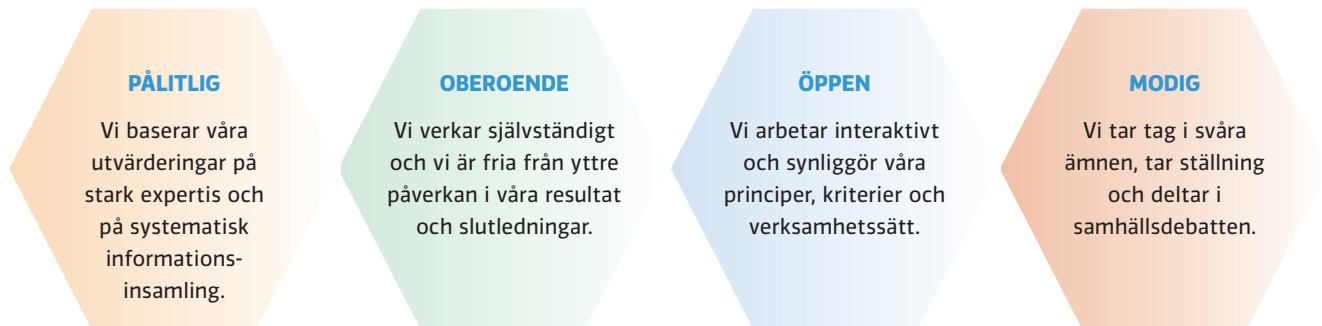 PÅLITLIG
Vi baserar våra
utvärderingar på
stark expertis och
på systematisk
informations-
insamling.
OBEROENDE
Vi verkar självständigt
och vi är fria från yttre
påverkan i våra resultat
och slutledningar.
ÖPPEN
Vi arbetar interaktivt
och synliggör våra
principer, kriterier och
verksamhetssätt.
MODIG
Vi tar tag i svåra
ämnen, tar ställning
och deltar i
samhällsdebatten.